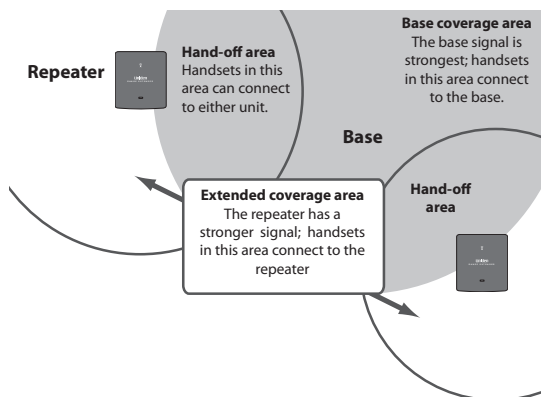 Repeater
Hand-off area
Handsets in this
area can connect
to either unit.
Base coverage area
The base signal is
strongest; handsets
in this area connect
to the base.
Base
Extended coverage area
The repeater has a
stronger signal; handsets
in this area connect to the
repeater
Hand-off
area
Uniden
Uniden